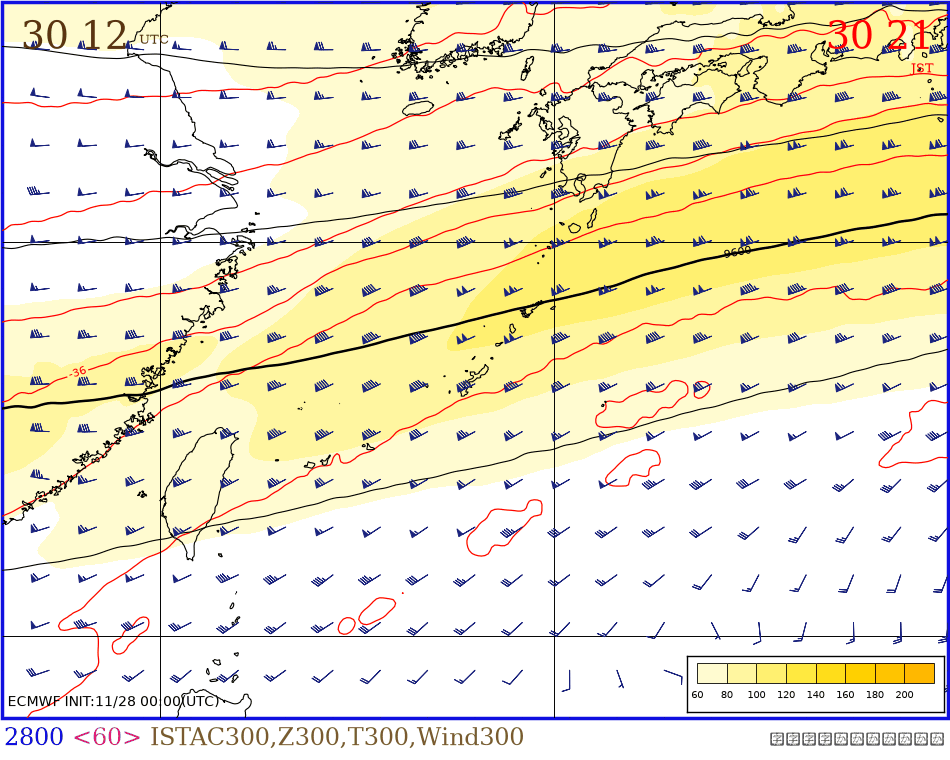 30 12 UTC
30 21
JST
9600
-36
ECMWF INIT:11/28 00:00(UTC)
60 80 100 120 140 160 180 200
2800 <60> ISTAC300,Z300,T300,Wind300